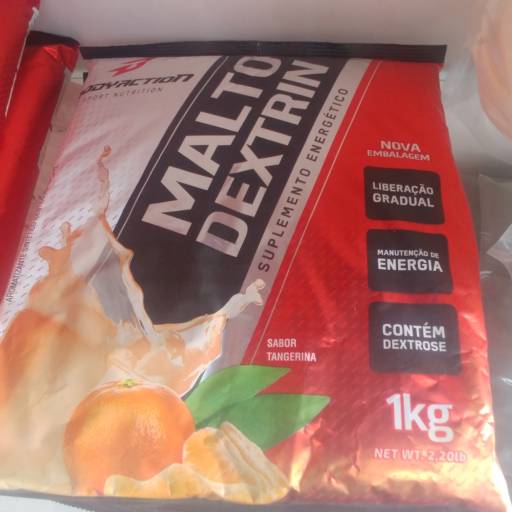 BODYACTION
SPORT NUTRITION
MALTO
DEXTRIN
SUPLEMENTO ENERGÉTICO
NOVA
EMBALAGEM
LIBERAÇÃO
GRADUAL
MANUTENÇÃO DE
ENERGIA
CONTÉM
DEXTROSE
SABOR
TANGERINA
1kg
NET WT. 2,20lb